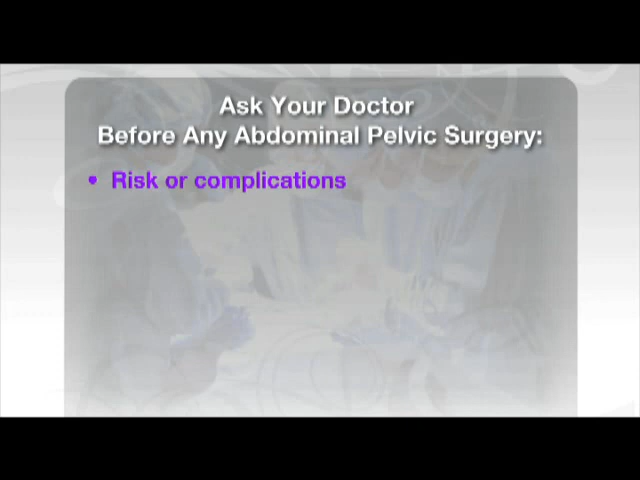 Ask Your Doctor
Before Any Abdominal Pelvic Surgery:
• Risk or complications